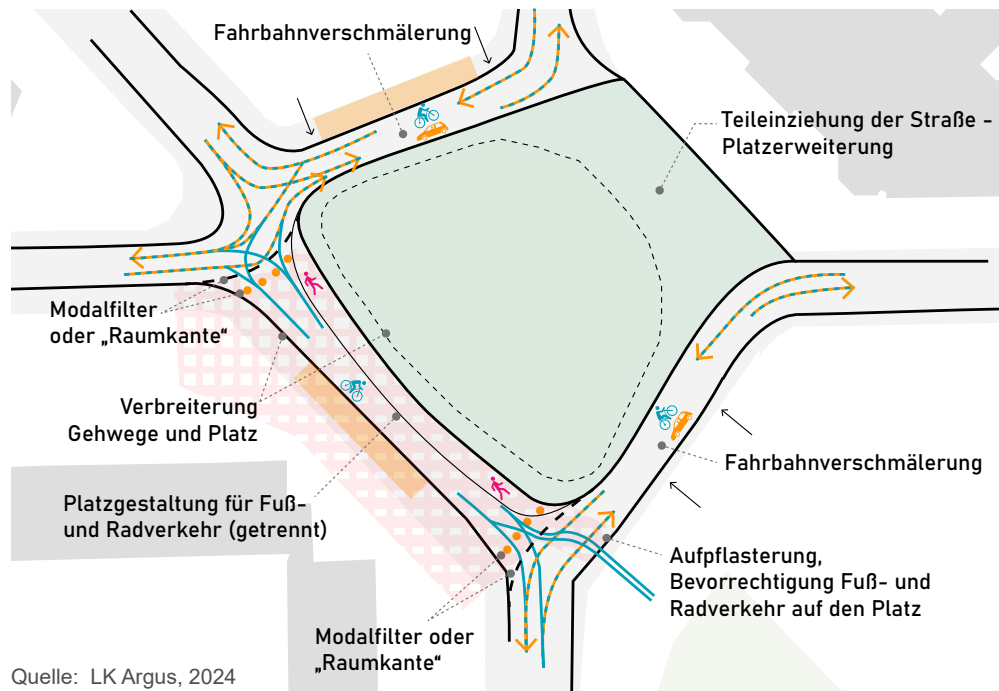 Fahrbahnverschmälerung
Teileinziehung der Straße -
Platzerweiterung
Modalfilter
oder „Raumkante“
Verbreiterung
Gehwege und Platz
Fahrbahnverschmälerung
Platzgestaltung für Fuß-
und Radverkehr (getrennt)
Aufpflasterung,
Bevorrechtigung Fuß- und
Radverkehr auf den Platz
Modalfilter oder
„Raumkante“
Quelle: LK Argus, 2024